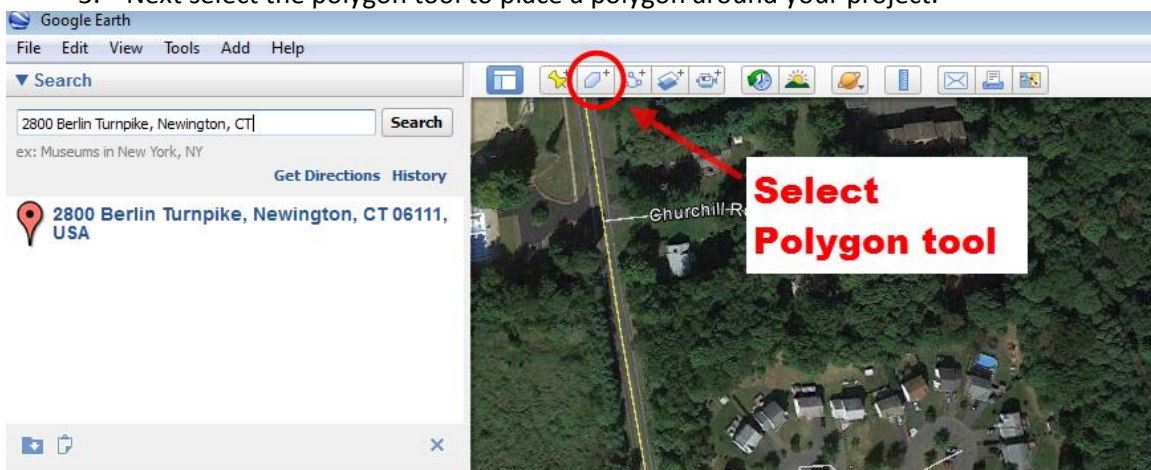 3. Next select the polygon tool to place a polygon around your project.
Google Earth
File Edit View Tools Add Help
Search
2800 Berlin Turnpike, Newington, CT
Search
ex: Museums in New York, NY
Get Directions History
2800 Berlin Turnpike, Newington, CT 06111,
USA
Churchill R
Select
Polygon tool